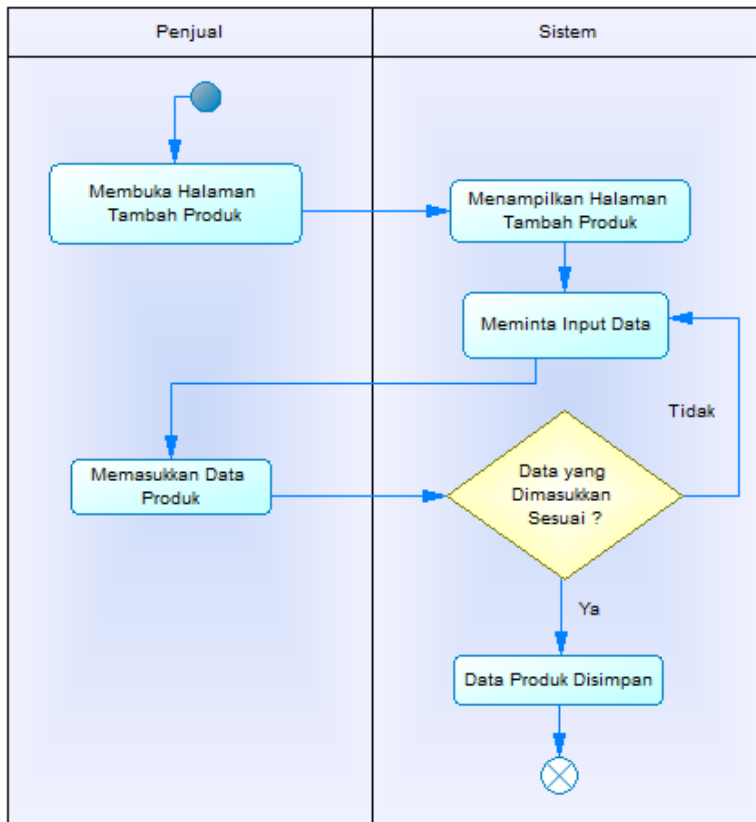 Penjual
Sistem
Membuka Halaman
Tambah Produk
Menampilkan Halaman
Tambah Produk
Meminta Input Data
Tidak
Memasukkan Data
Produk
Data yang
Dimasukkan
Sesuai ?
Ya
Data Produk Disimpan